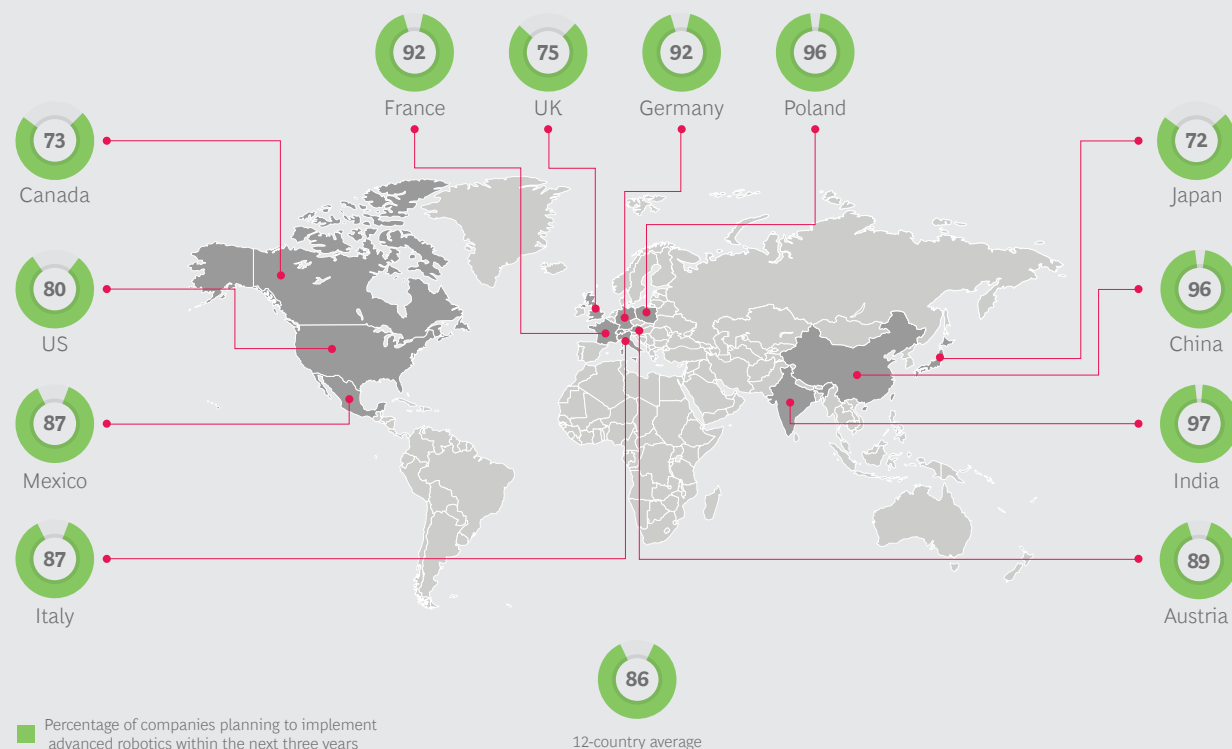 92
France
75
UK
92
Germany
96
Poland
73
Canada
72
Japan
80
US
96
China
87
Mexico
97
India
87
Italy
89
Austria
86
12-country average
Percentage of companies planning to implement
advanced robotics within the next three years